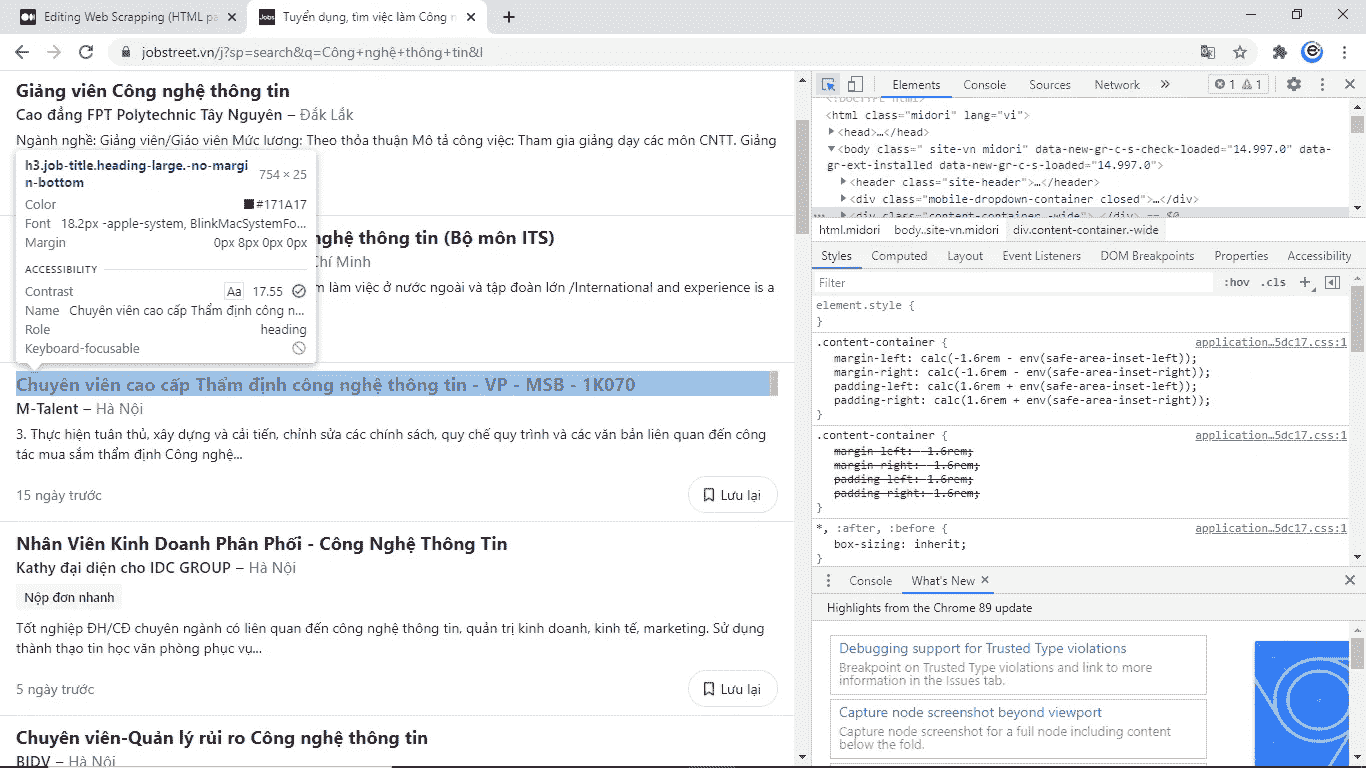 Editing Web Scrapping (HTML pa
Tuyển dụng, tìm việc làm Công n
jobstreet.vn/j?sp=search&q=Công+nghệ+thông+tin&l
Giảng viên Công nghệ thông tin
Cao đẳng FPT Polytechnic Tây Nguyên – Đắk Lắk
Ngành nghề: Giảng viên/Giáo viên Mức lương: Theo thỏa thuận Mô tả công việc: Tham gia giảng dạy các môn CNTT. Giảng
h3.job-title.heading-large.-no-margi
n-bottom
754 × 25
Color #171A17
Font 18.2px -apple-system, BlinkMacSystemFo...
Margin 0px 8px 0px 0px
ACCESSIBILITY
Contrast Aa 17.55
Name Chuyên viên cao cấp Thẩm định công n...
Role heading
Keyboard-focusable
nghệ thông tin (Bộ môn ITS)
Chí Minh
m làm việc ở nước ngoài và tập đoàn lớn /International and experience is a
Chuyên viên cao cấp Thẩm định công nghệ thông tin - VP - MSB - 1K070
M-Talent – Hà Nội
3. Thực hiện tuân thủ, xây dựng và cải tiến, chỉnh sửa các chính sách, quy chế quy trình và các văn bản liên quan đến công
tác mua sắm thẩm định Công nghệ...
15 ngày trước
Lưu lại
Nhân Viên Kinh Doanh Phân Phối - Công Nghệ Thông Tin
Kathy đại diện cho IDC GROUP – Hà Nội
Nộp đơn nhanh
Tốt nghiệp ĐH/CĐ chuyên ngành có liên quan đến công nghệ thông tin, quản trị kinh doanh, kinh tế, marketing. Sử dụng
thành thạo tin học văn phòng phục vụ...
5 ngày trước
Lưu lại
Chuyên viên-Quản lý rủi ro Công nghệ thông tin
BIDV – Hà Nội
Elements Console Sources Network » 1 1
<!DOCTYPE html>
<html class="midori" lang="vi">
<head>…</head>
<body class=" site-vn midori" data-new-gr-c-s-check-loaded="14.997.0" data-
gr-ext-installed data-new-gr-c-s-loaded="14.997.0">
<header class="site-header">…</header>
<div class="mobile-dropdown-container closed">…</div>
<div class="content-container -wide">…</div> == $0
html.midori body..site-vn.midori div.content-container.-wide
Styles Computed Layout Event Listeners DOM Breakpoints Properties Accessibility
Filter :hov .cls +
element.style {
}
.content-container { application…5dc17.css:1
margin-left: calc(-1.6rem - env(safe-area-inset-left));
margin-right: calc(-1.6rem - env(safe-area-inset-right));
padding-left: calc(1.6rem + env(safe-area-inset-left));
padding-right: calc(1.6rem + env(safe-area-inset-right));
}
.content-container { application…5dc17.css:1
margin-left: -1.6rem;
margin-right: -1.6rem;
padding-left: 1.6rem;
padding-right: 1.6rem;
}
*, :after, :before { application…5dc17.css:1
box-sizing: inherit;
}
Console What's New
Highlights from the Chrome 89 update
Debugging support for Trusted Type violations
Breakpoint on Trusted Type violations and link to more
information in the Issues tab.
Capture node screenshot beyond viewport
Capture node screenshot for a full node including content
below the fold.